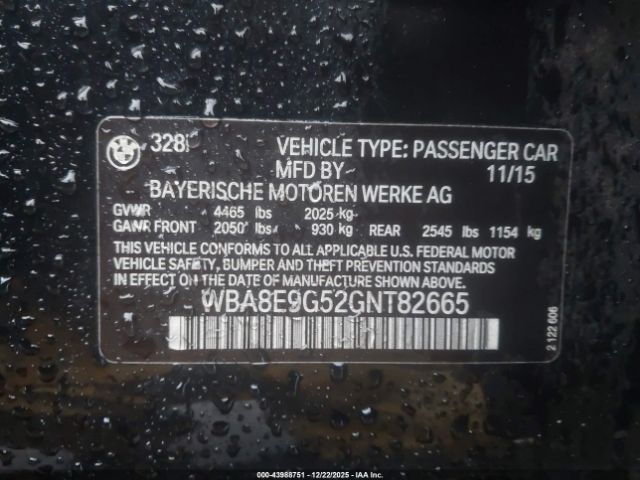 328i VEHICLE TYPE: PASSENGER CAR
MFD BY 11/15
BAYERISCHE MOTOREN WERKE AG
GVWR 4465 lbs 2025 kg
GAWR FRONT 2050 lbs 930 kg REAR 2545 lbs 1154 kg
THIS VEHICLE CONFORMS TO ALL APPLICABLE U.S. FEDERAL MOTOR
VEHICLE SAFETY, BUMPER AND THEFT PREVENTION STANDARDS
IN EFFECT ON THE DATE OF MANUFACTURE SHOWN ABOVE.
WBA8E9G52GNT82665
2 122 606
000-43988751 - 12/22/2025 - IAA Inc.